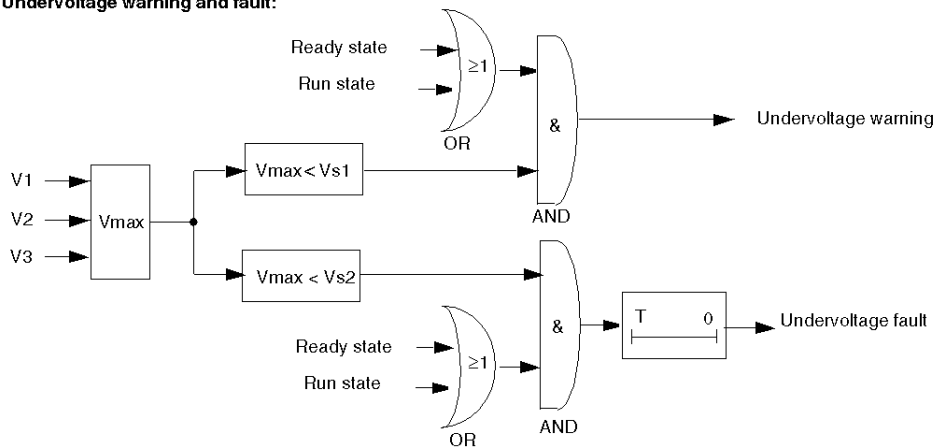 Undervoltage warning and fault:
Ready state
Run state
≥1
OR
&
AND
Undervoltage warning
V1
V2
V3
Vmax
Vmax< Vs1
Vmax < Vs2
Ready state
Run state
≥1
OR
&
AND
T 0
Undervoltage fault